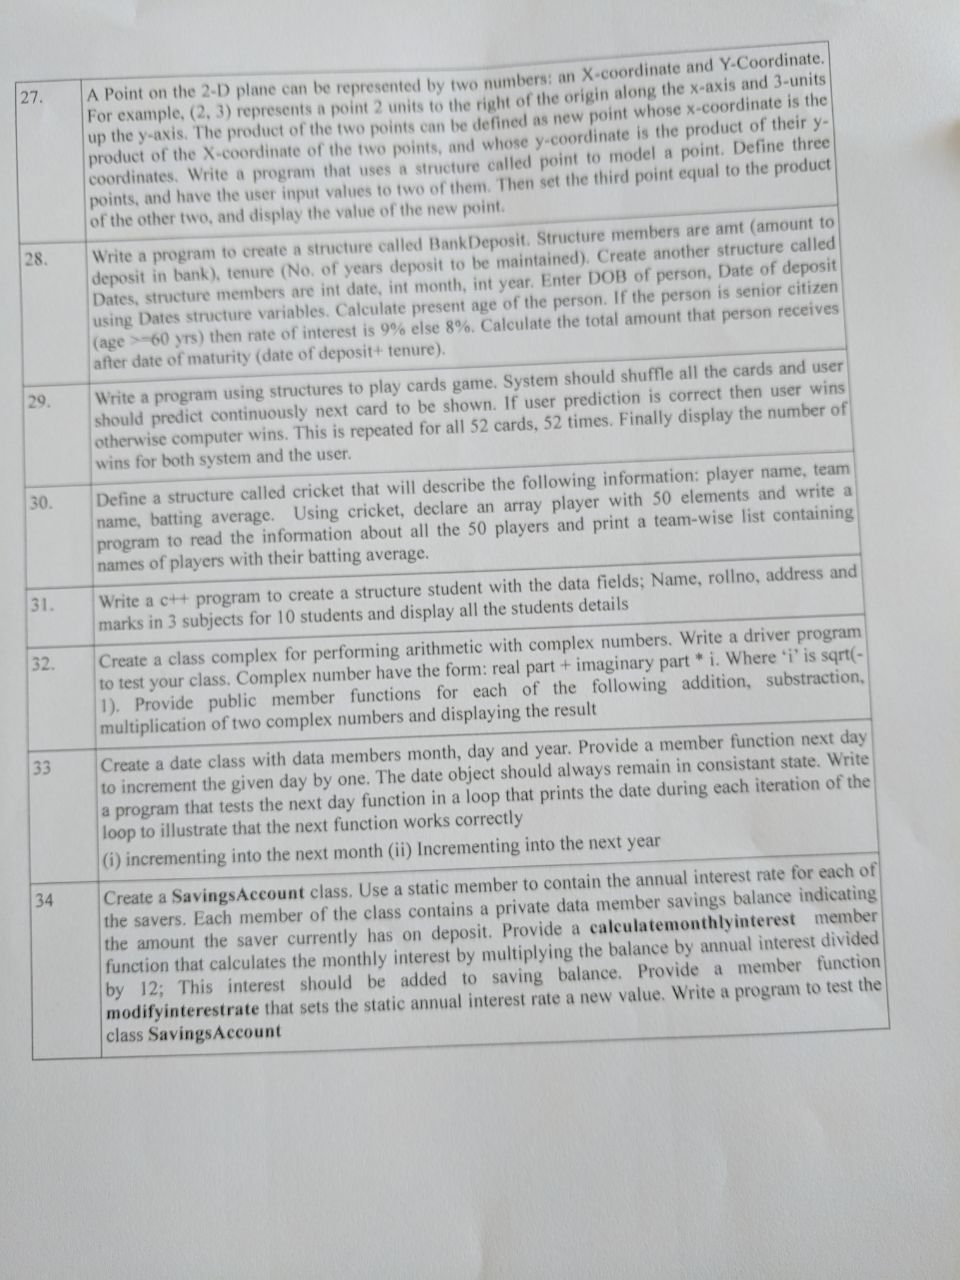 27.
A Point on the 2-D plane can be represented by two numbers: an X-coordinate and Y-Coordinate.
For example, (2, 3) represents a point 2 units to the right of the origin along the x-axis and 3-units
up the y-axis. The product of the two points can be defined as new point whose x-coordinate is the
product of the X-coordinate of the two points, and whose y-coordinate is the product of their y-
coordinates. Write a program that uses a structure called point to model a point. Define three
points, and have the user input values to two of them. Then set the third point equal to the product
of the other two, and display the value of the new point.
28.
Write a program to create a structure called BankDeposit. Structure members are amt (amount to
deposit in bank), tenure (No. of years deposit to be maintained). Create another structure called
Dates, structure members are int date, int month, int year. Enter DOB of person, Date of deposit
using Dates structure variables. Calculate present age of the person. If the person is senior citizen
(age >=60 yrs) then rate of interest is 9% else 8%. Calculate the total amount that person receives
after date of maturity (date of deposit+ tenure).
29.
Write a program using structures to play cards game. System should shuffle all the cards and user
should predict continuously next card to be shown. If user prediction is correct then user wins
otherwise computer wins. This is repeated for all 52 cards, 52 times. Finally display the number of
wins for both system and the user.
30.
Define a structure called cricket that will describe the following information: player name, team
name, batting average. Using cricket, declare an array player with 50 elements and write a
program to read the information about all the 50 players and print a team-wise list containing
names of players with their batting average.
31.
Write a c++ program to create a structure student with the data fields; Name, rollno, address and
marks in 3 subjects for 10 students and display all the students details
32.
Create a class complex for performing arithmetic with complex numbers. Write a driver program
to test your class. Complex number have the form: real part + imaginary part * i. Where ‘i’ is sqrt(-
1). Provide public member functions for each of the following addition, substraction,
multiplication of two complex numbers and displaying the result
33
Create a date class with data members month, day and year. Provide a member function next day
to increment the given day by one. The date object should always remain in consistant state. Write
a program that tests the next day function in a loop that prints the date during each iteration of the
loop to illustrate that the next function works correctly
(i) incrementing into the next month (ii) Incrementing into the next year
34
Create a SavingsAccount class. Use a static member to contain the annual interest rate for each of
the savers. Each member of the class contains a private data member savings balance indicating
the amount the saver currently has on deposit. Provide a calculatemonthlyinterest member
function that calculates the monthly interest by multiplying the balance by annual interest divided
by 12; This interest should be added to saving balance. Provide a member function
modifyinterestrate that sets the static annual interest rate a new value. Write a program to test the
class SavingsAccount